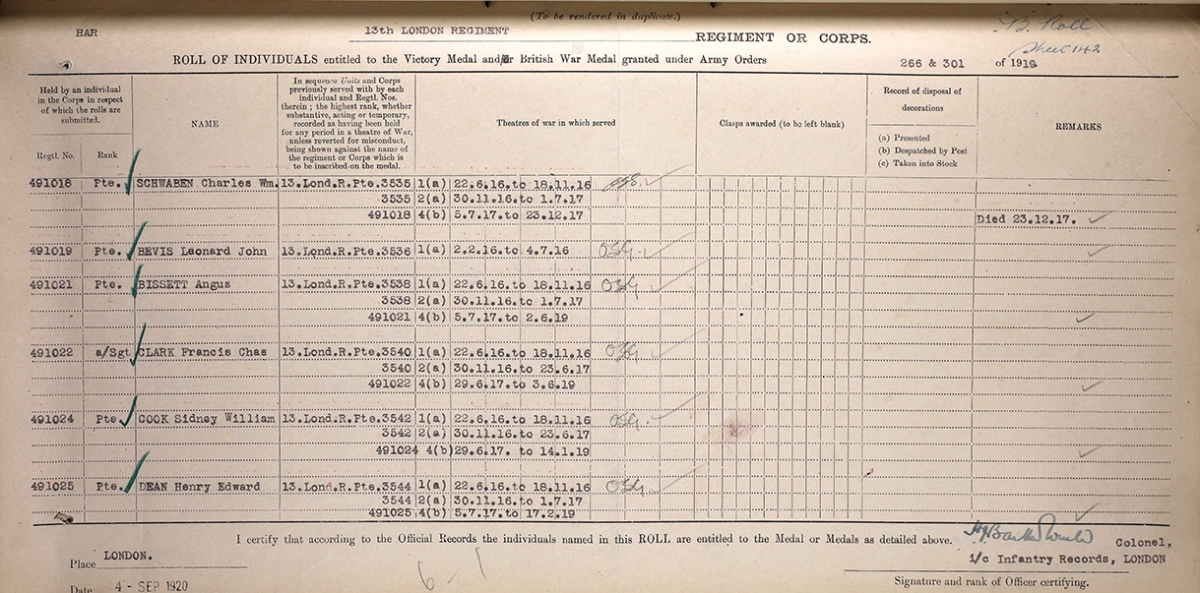 (To be rendered in duplicate.)
HAR 13th LONDON REGIMENT REGIMENT OR CORPS. B. Roll
Sheet 142
ROLL OF INDIVIDUALS entitled to the Victory Medal and/or British War Medal granted under Army Orders 266 & 301 of 1919
Held by an individual in the Corps in respect of which the rolls are submitted.
Regtl. No. Rank
NAME
In sequence Units and Corps previously served with by each individual and Regtl. Nos. therein ; the highest rank, whether substantive, acting or temporary, recorded as having been held for any period in a theatre of War, unless reverted for misconduct, being shown against the name of the regiment or Corps which is to be inscribed on the medal.
Theatres of war in which served
Clasps awarded (to be left blank)
Record of disposal of decorations
(a) Presented
(b) Despatched by Post
(c) Taken into Stock
REMARKS
491018 Pte. SCHWABEN Charles Wm. 13.Lond.R.Pte.3535 1(a) 22.6.16.to 18.11.16
3535 2(a) 30.11.16.to 1.7.17
491018 4(b) 5.7.17.to 23.12.17 Died 23.12.17.
491019 Pte. BEVIS Leonard John 13.Lond.R.Pte.3536 1(a) 2.2.16.to 4.7.16
491021 Pte. BISSETT Angus 13.Lond.R.Pte.3538 1(a) 22.6.16.to 18.11.16
3538 2(a) 30.11.16.to 1.7.17
491021 4(b) 5.7.17.to 2.6.19
491022 a/Sgt CLARK Francis Chas 13.Lond.R.Pte.3540 1(a) 22.6.16.to 18.11.16
3540 2(a) 30.11.16.to 23.6.17
491022 4(b) 29.6.17.to 3.6.19
491024 Pte COOK Sidney William 13.Lond.R.Pte.3542 1(a) 22.6.16.to 18.11.16
3542 2(a) 30.11.16.to 23.6.17
491024 4(b) 29.6.17. to 14.1.19
491025 Pte. DEAN Henry Edward 13.Lond.R.Pte.3544 1(a) 22.6.16.to 18.11.16
3544 2(a) 30.11.16.to 1.7.17
491025 4(b) 5.7.17.to 17.2.19
I certify that according to the Official Records the individuals named in this ROLL are entitled to the Medal or Medals as detailed above.
Colonel,
Place LONDON. i/c Infantry Records, LONDON
Date 4 - SEP 1920 Signature and rank of Officer certifying.